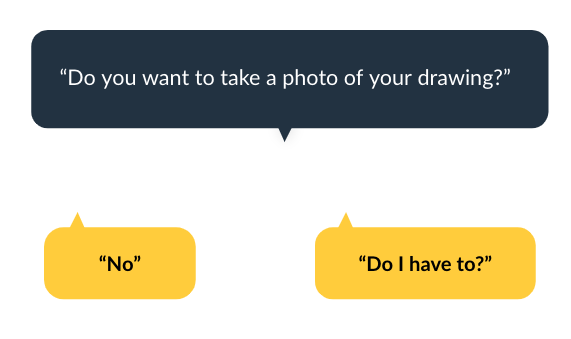 “Do you want to take a photo of your drawing?”
“No”
“Do I have to?”